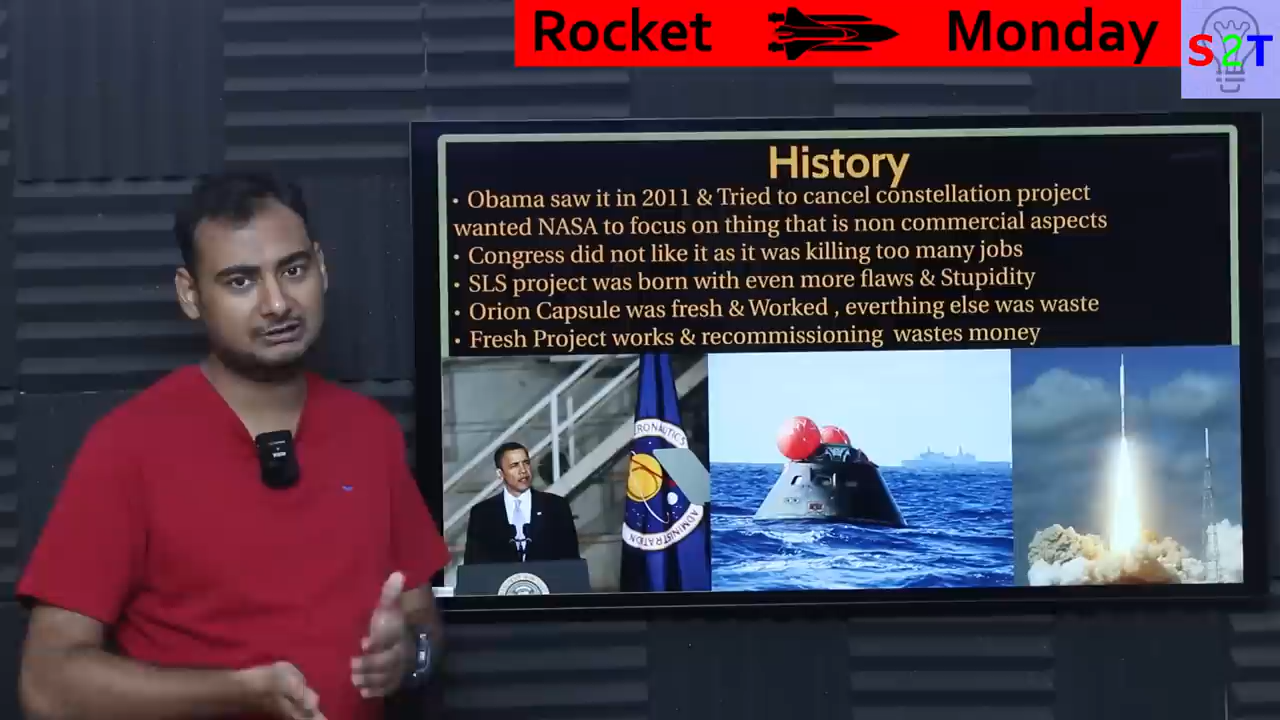 Rocket Monday
S2T
History
• Obama saw it in 2011 & Tried to cancel constellation project
wanted NASA to focus on thing that is non commercial aspects
• Congress did not like it as it was killing too many jobs
• SLS project was born with even more flaws & Stupidity
• Orion Capsule was fresh & Worked , everthing else was waste
• Fresh Project works & recommissioning wastes money
ERONAUTICS
ADMINISTRATION